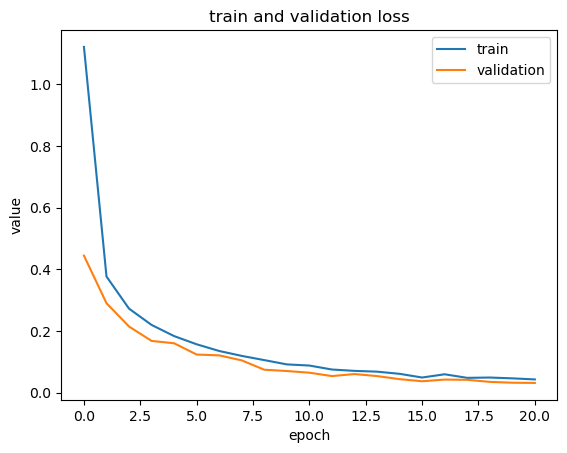 train and validation loss
train
validation
1.0
0.8
0.6
0.4
0.2
0.0
value
0.0 2.5 5.0 7.5 10.0 12.5 15.0 17.5 20.0
epoch